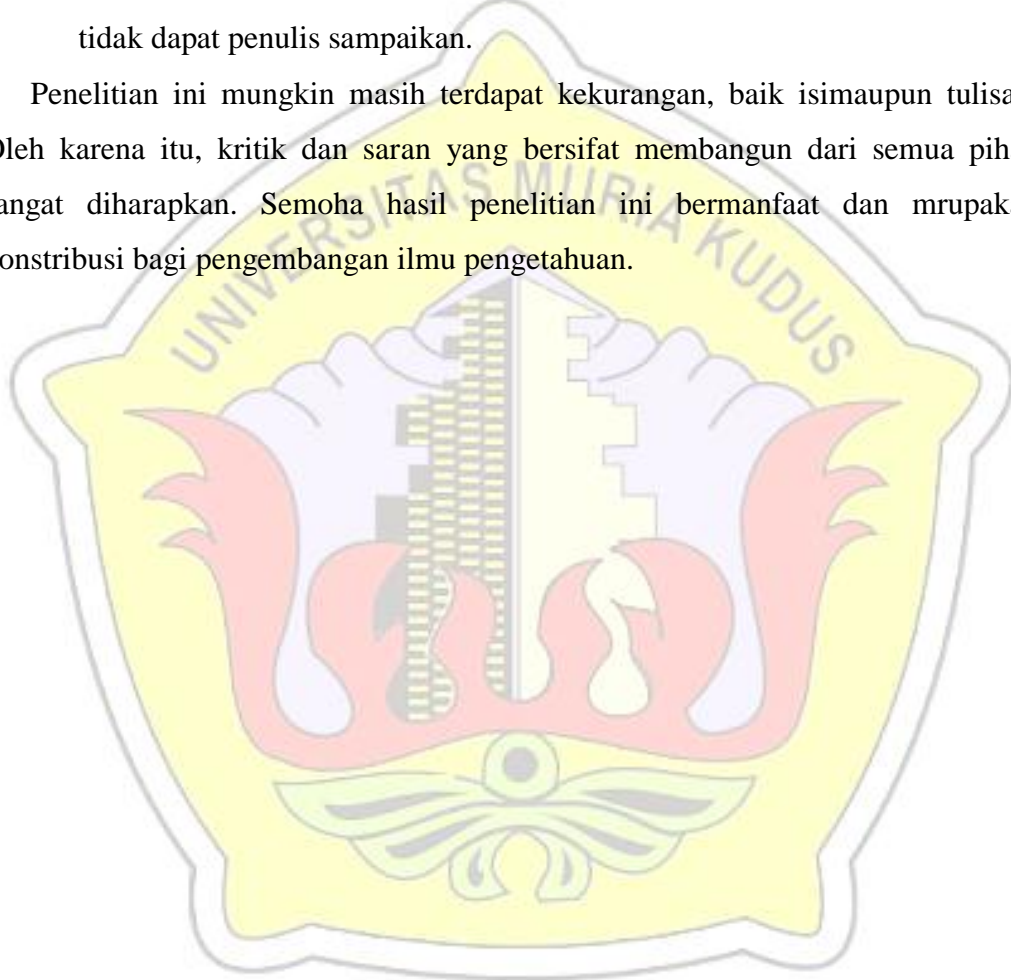 tidak dapat penulis sampaikan.
Penelitian ini mungkin masih terdapat kekurangan, baik isimaupun tulisa
Oleh karena itu, kritik dan saran yang bersifat membangun dari semua pih
angat diharapkan. Semoha hasil penelitian ini bermanfaat dan mrupaka
onstribusi bagi pengembangan ilmu pengetahuan.
UNIVERSITAS MURIA KUDUS